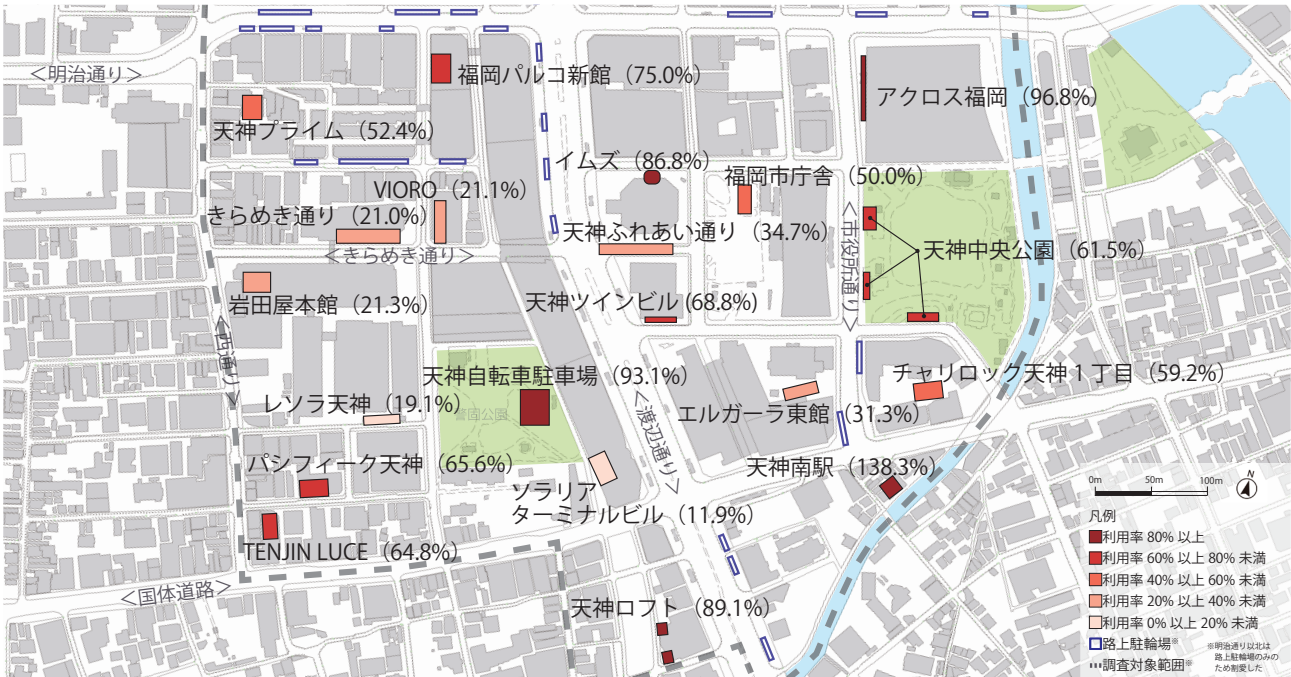 ＜明治通り＞
福岡パルコ新館（75.0%）
アクロス福岡（96.8%）
天神プライム（52.4%）
イムズ（86.8%）
福岡市庁舎（50.0%）
VIORO（21.1%）
きらめき通り（21.0%）
天神ふれあい通り（34.7%）
＜きらめき通り＞
＜市役所通り＞
天神中央公園（61.5%）
岩田屋本館（21.3%）
天神ツインビル(68.8%）
＜西通り＞
天神自転車駐車場（93.1%）
チャリロック天神1丁目（59.2%）
レソラ天神（19.1%）
警固公園
＜渡辺通り＞
エルガーラ東館（31.3%）
パシフィーク天神（65.6%）
天神南駅（138.3%）
ソラリア
ターミナルビル（11.9%）
TENJIN LUCE（64.8%）
＜国体道路＞
天神ロフト（89.1%）
0m 50m 100m
N
凡例
利用率 80% 以上
利用率 60% 以上 80% 未満
利用率 40% 以上 60% 未満
利用率 20% 以上 40% 未満
利用率 0% 以上 20% 未満
路上駐輪場※
調査対象範囲※
※明治通り以北は
路上駐輪場のみの
ため割愛した